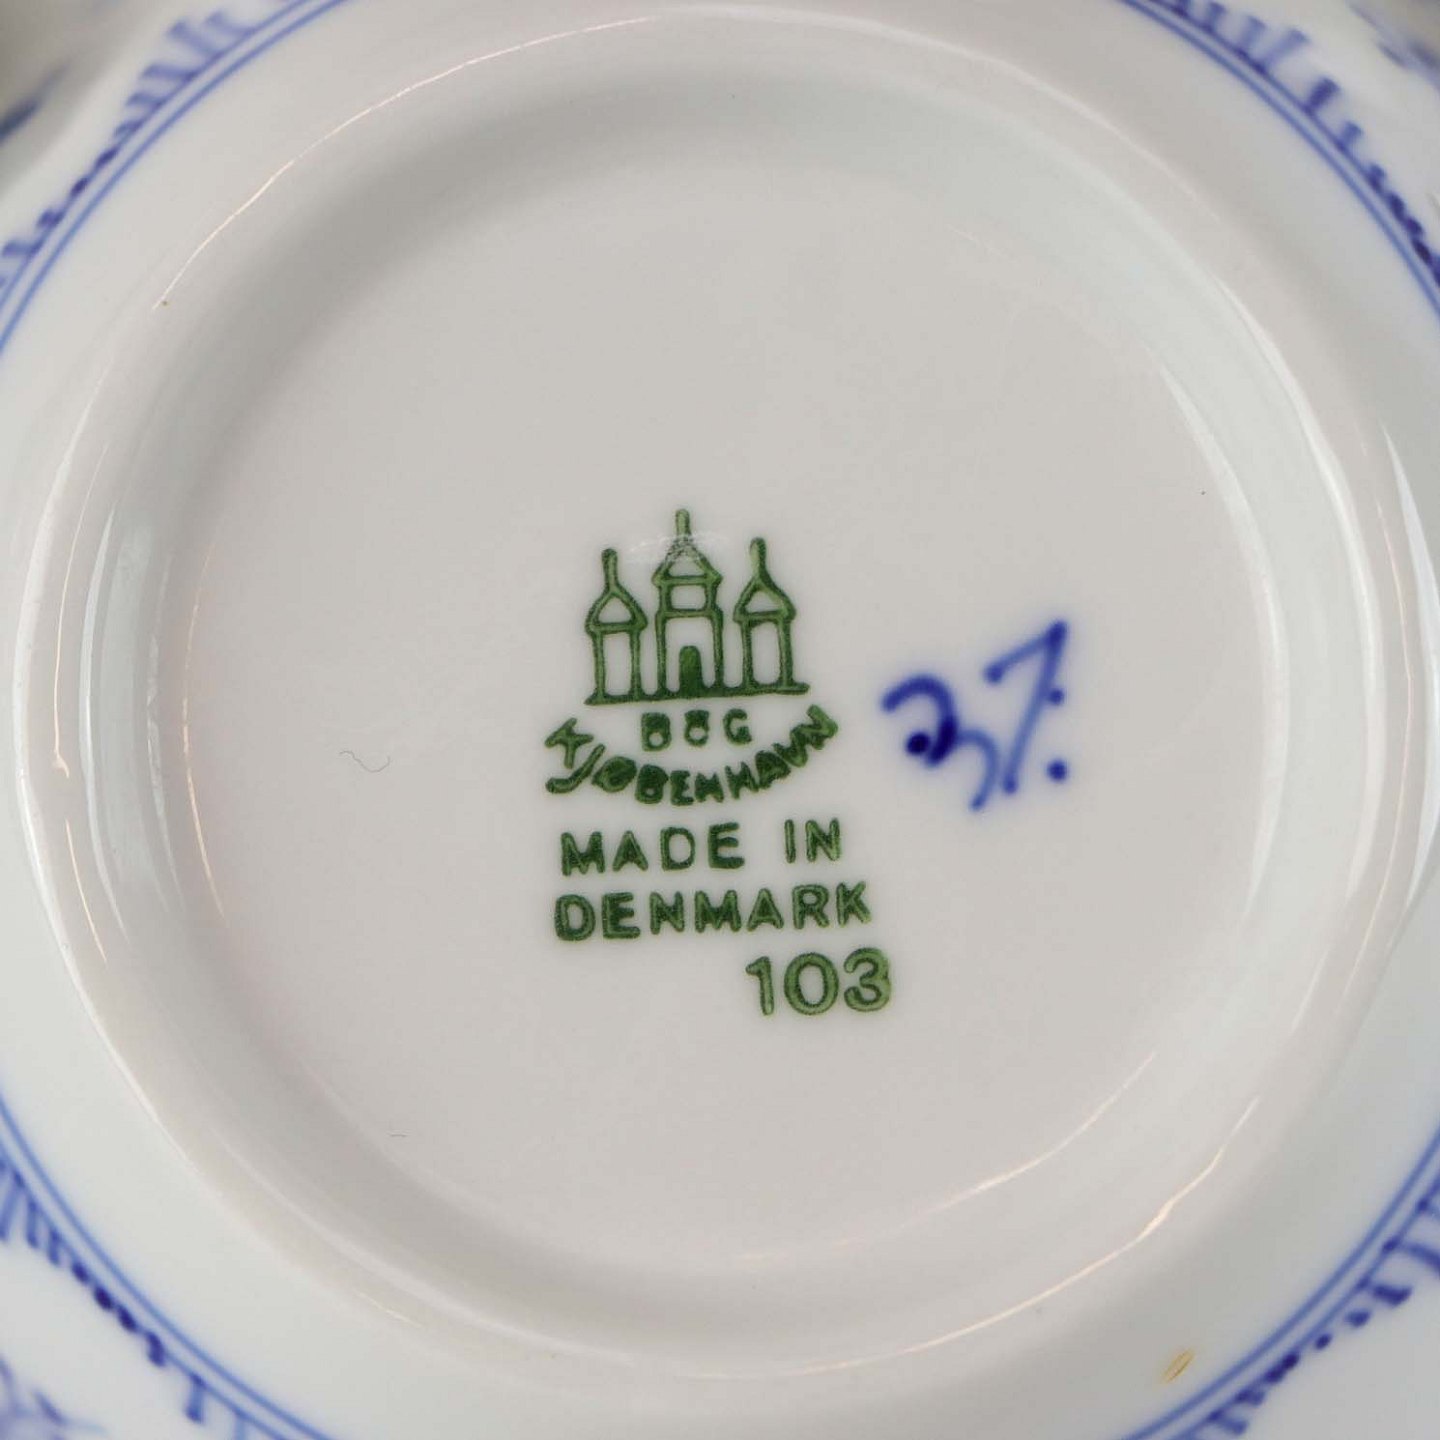 B&G
KJØBENHAVN
MADE IN
DENMARK
103
37.